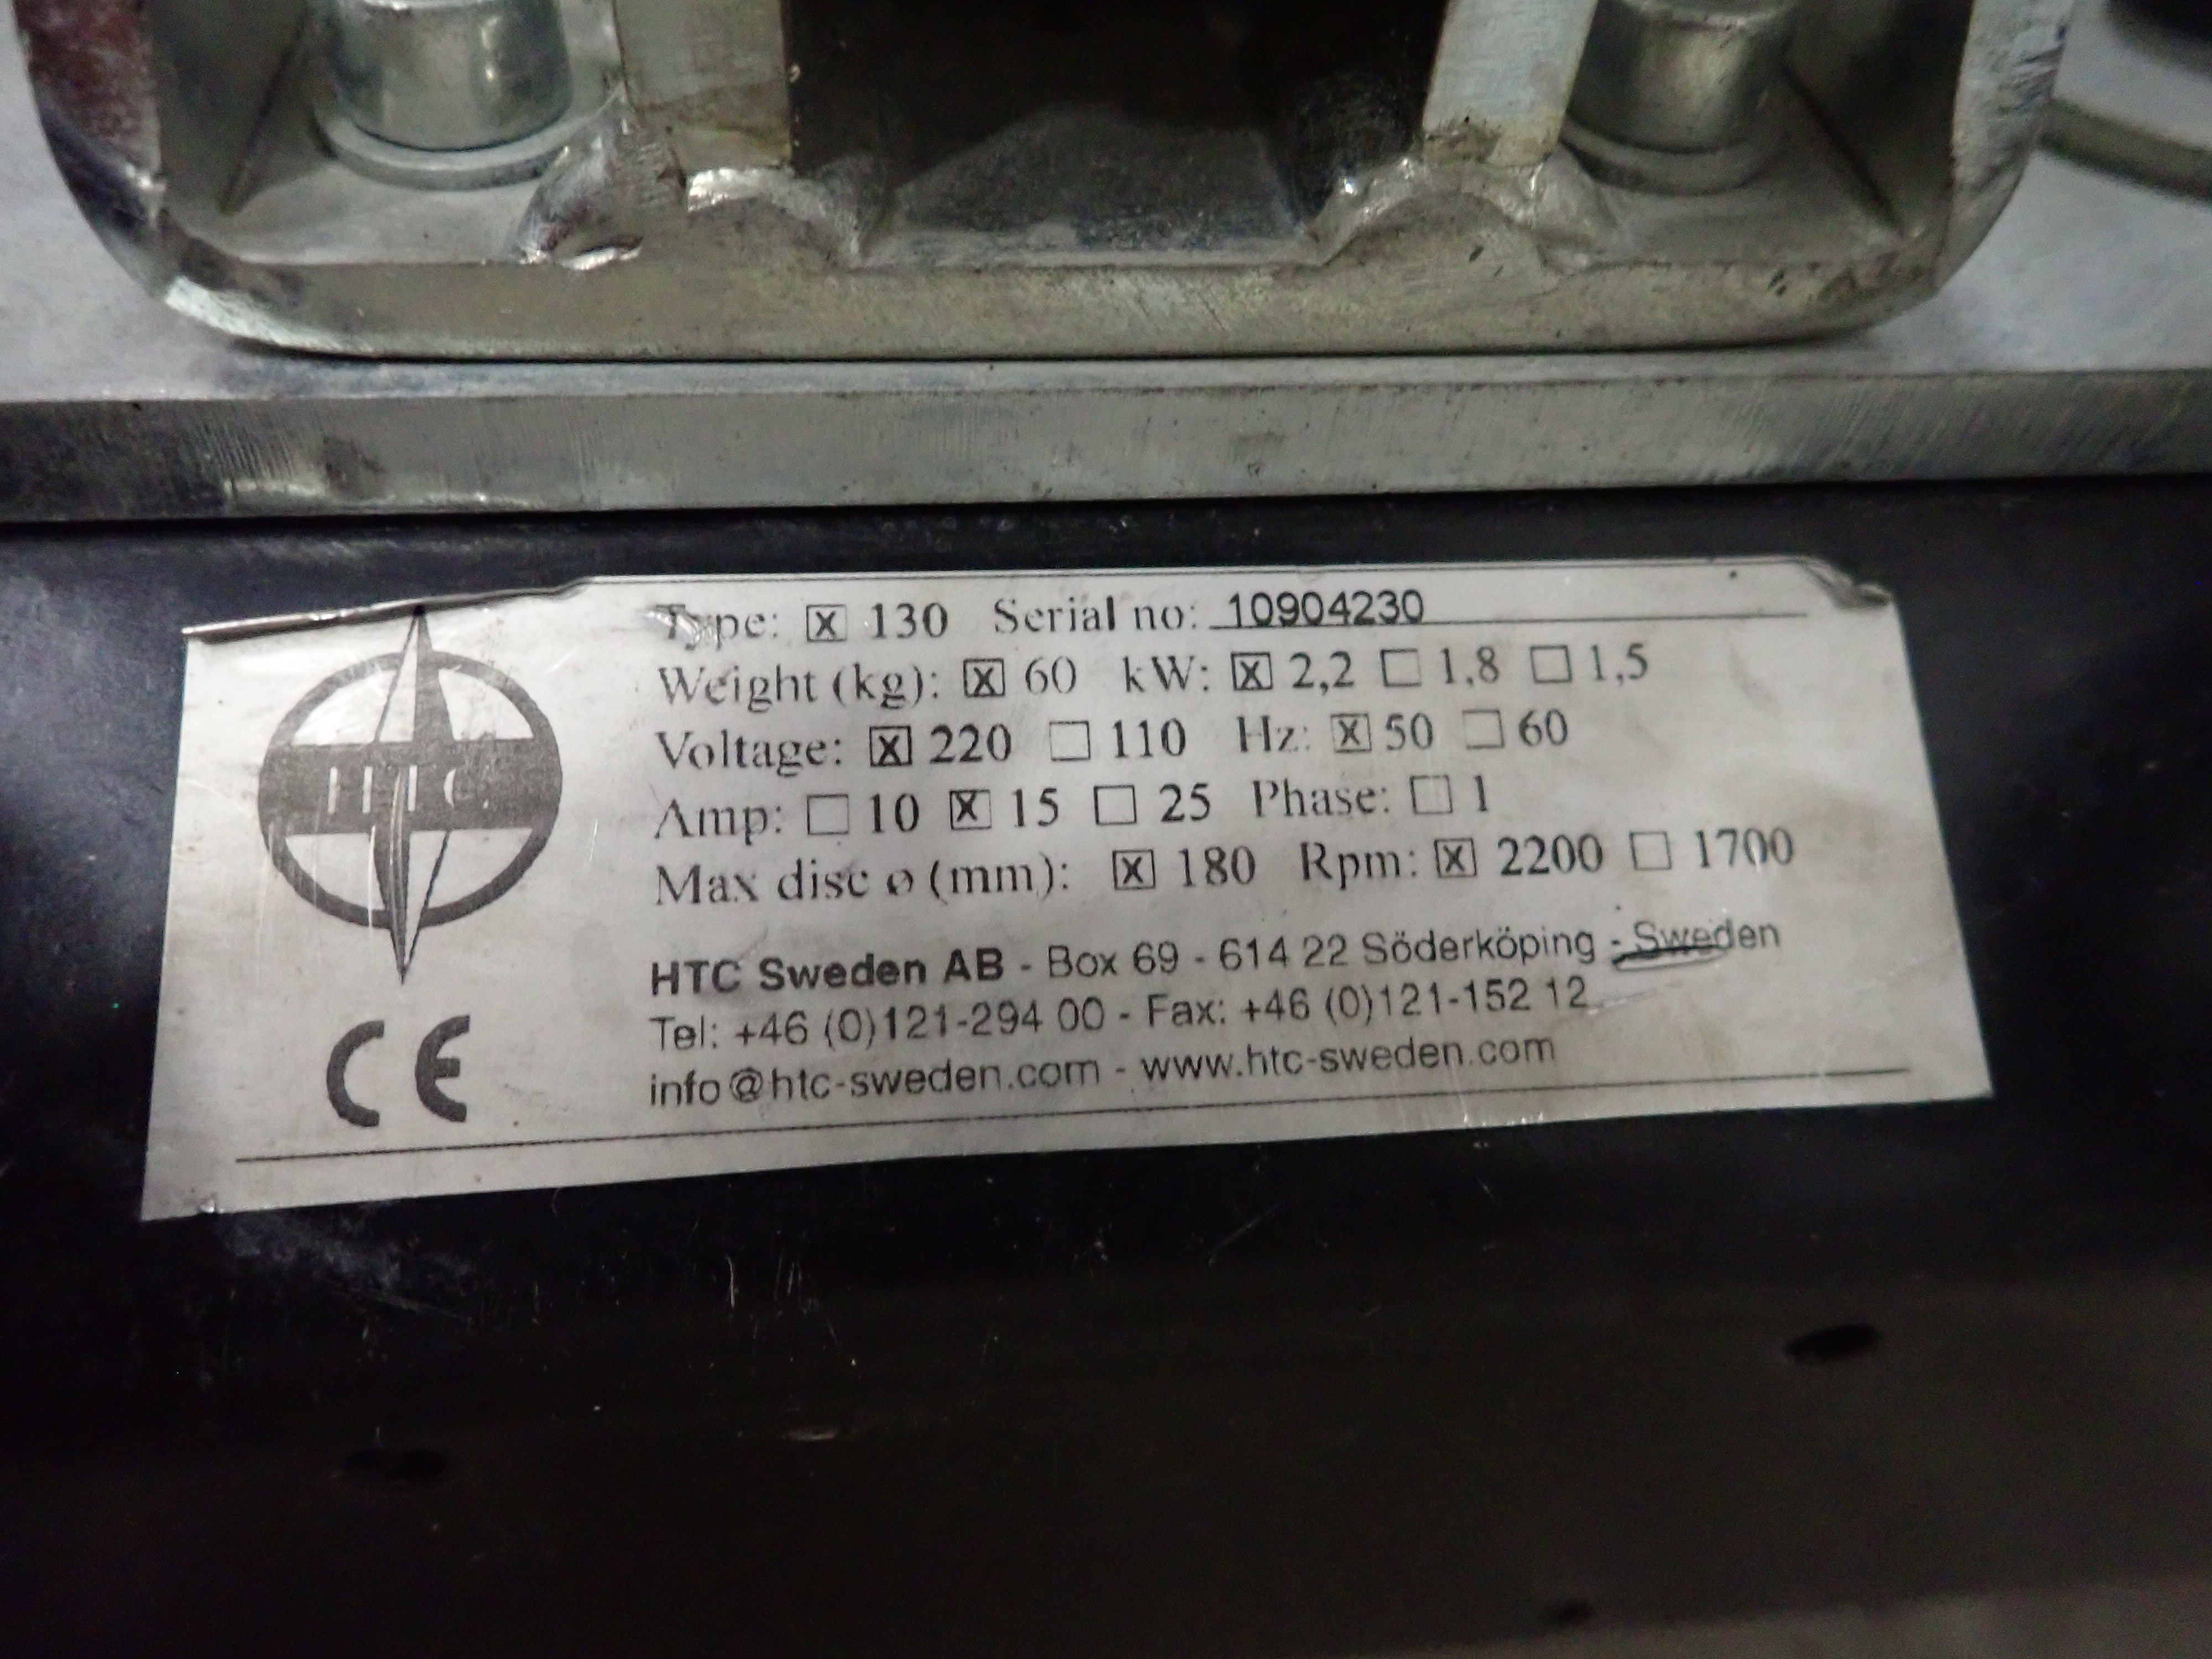 Type: ☒ 130 Serial no: 10904230
Weight (kg): ☒ 60 kW: ☒ 2,2 ☐ 1,8 ☐ 1,5
Voltage: ☒ 220 ☐ 110 Hz: ☒ 50 ☐ 60
Amp: ☐ 10 ☒ 15 ☐ 25 Phase: ☐ 1
Max disc ø (mm): ☒ 180 Rpm: ☒ 2200 ☐ 1700
HTC
HTC Sweden AB - Box 69 - 614 22 Söderköping - Sweden
Tel: +46 (0)121-294 00 - Fax: +46 (0)121-152 12
info@htc-sweden.com - www.htc-sweden.com
CE